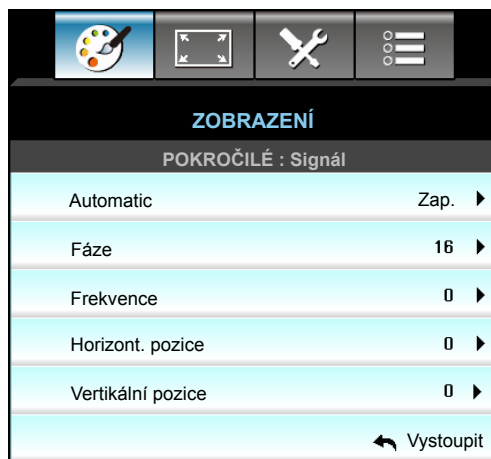 ZOBRAZENÍ
POKROČILÉ : Signál
Automatic Zap.
Fáze 16
Frekvence 0
Horizont. pozice 0
Vertikální pozice 0
Vystoupit